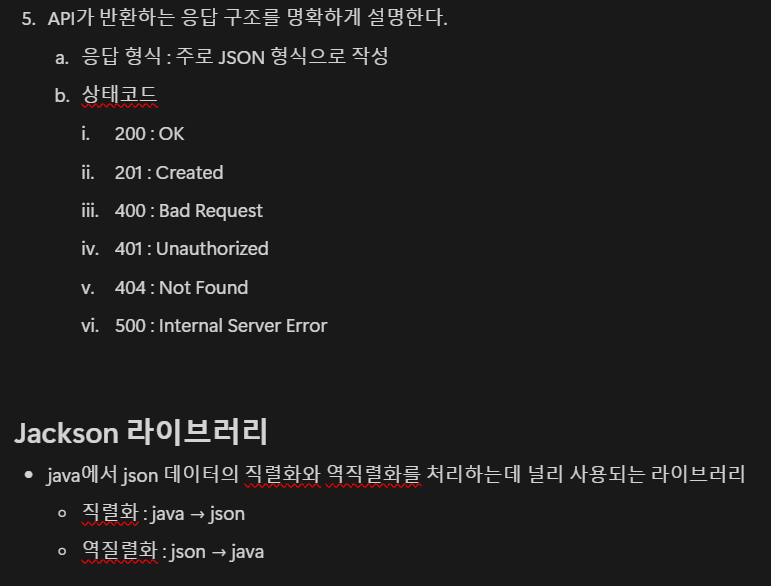 5. API가 반환하는 응답 구조를 명확하게 설명한다.
a. 응답 형식 : 주로 JSON 형식으로 작성
b. 상태코드
i. 200 : OK
ii. 201 : Created
iii. 400 : Bad Request
iv. 401 : Unauthorized
v. 404 : Not Found
vi. 500 : Internal Server Error
Jackson 라이브러리
• java에서 json 데이터의 직렬화와 역직렬화를 처리하는데 널리 사용되는 라이브러리
◦ 직렬화 : java → json
◦ 역질렬화 : json → java